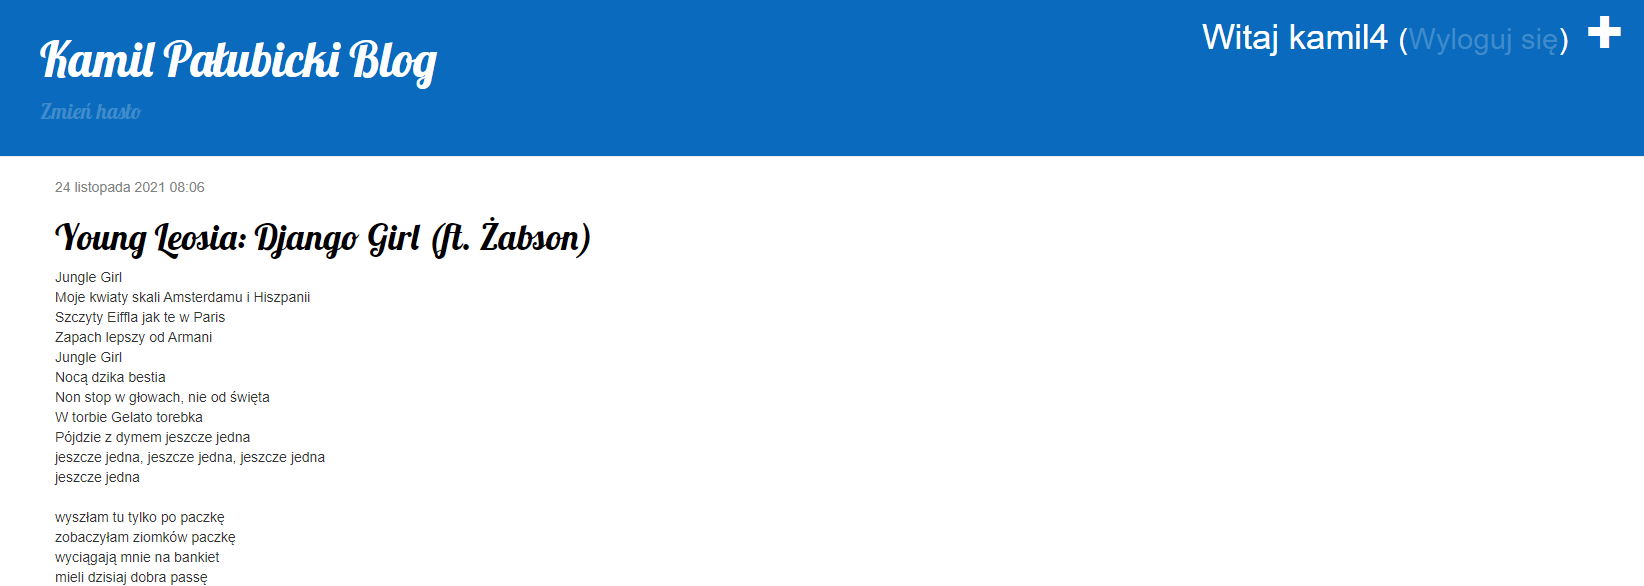 Kamil Pałubicki Blog
Witaj kamil4 (Wyloguj się)
Zmień hasło
24 listopada 2021 08:06
Young Leosia: Django Girl (ft. Żabson)
Jungle Girl
Moje kwiaty skali Amsterdamu i Hiszpanii
Szczyty Eiffla jak te w Paris
Zapach lepszy od Armani
Jungle Girl
Nocą dzika bestia
Non stop w głowach, nie od święta
W torbie Gelato torebka
Pójdzie z dymem jeszcze jedna
jeszcze jedna, jeszcze jedna, jeszcze jedna
jeszcze jedna
wyszłam tu tylko po paczkę
zobaczyłam ziomków paczkę
wyciągają mnie na bankiet
mieli dzisiaj dobra passę